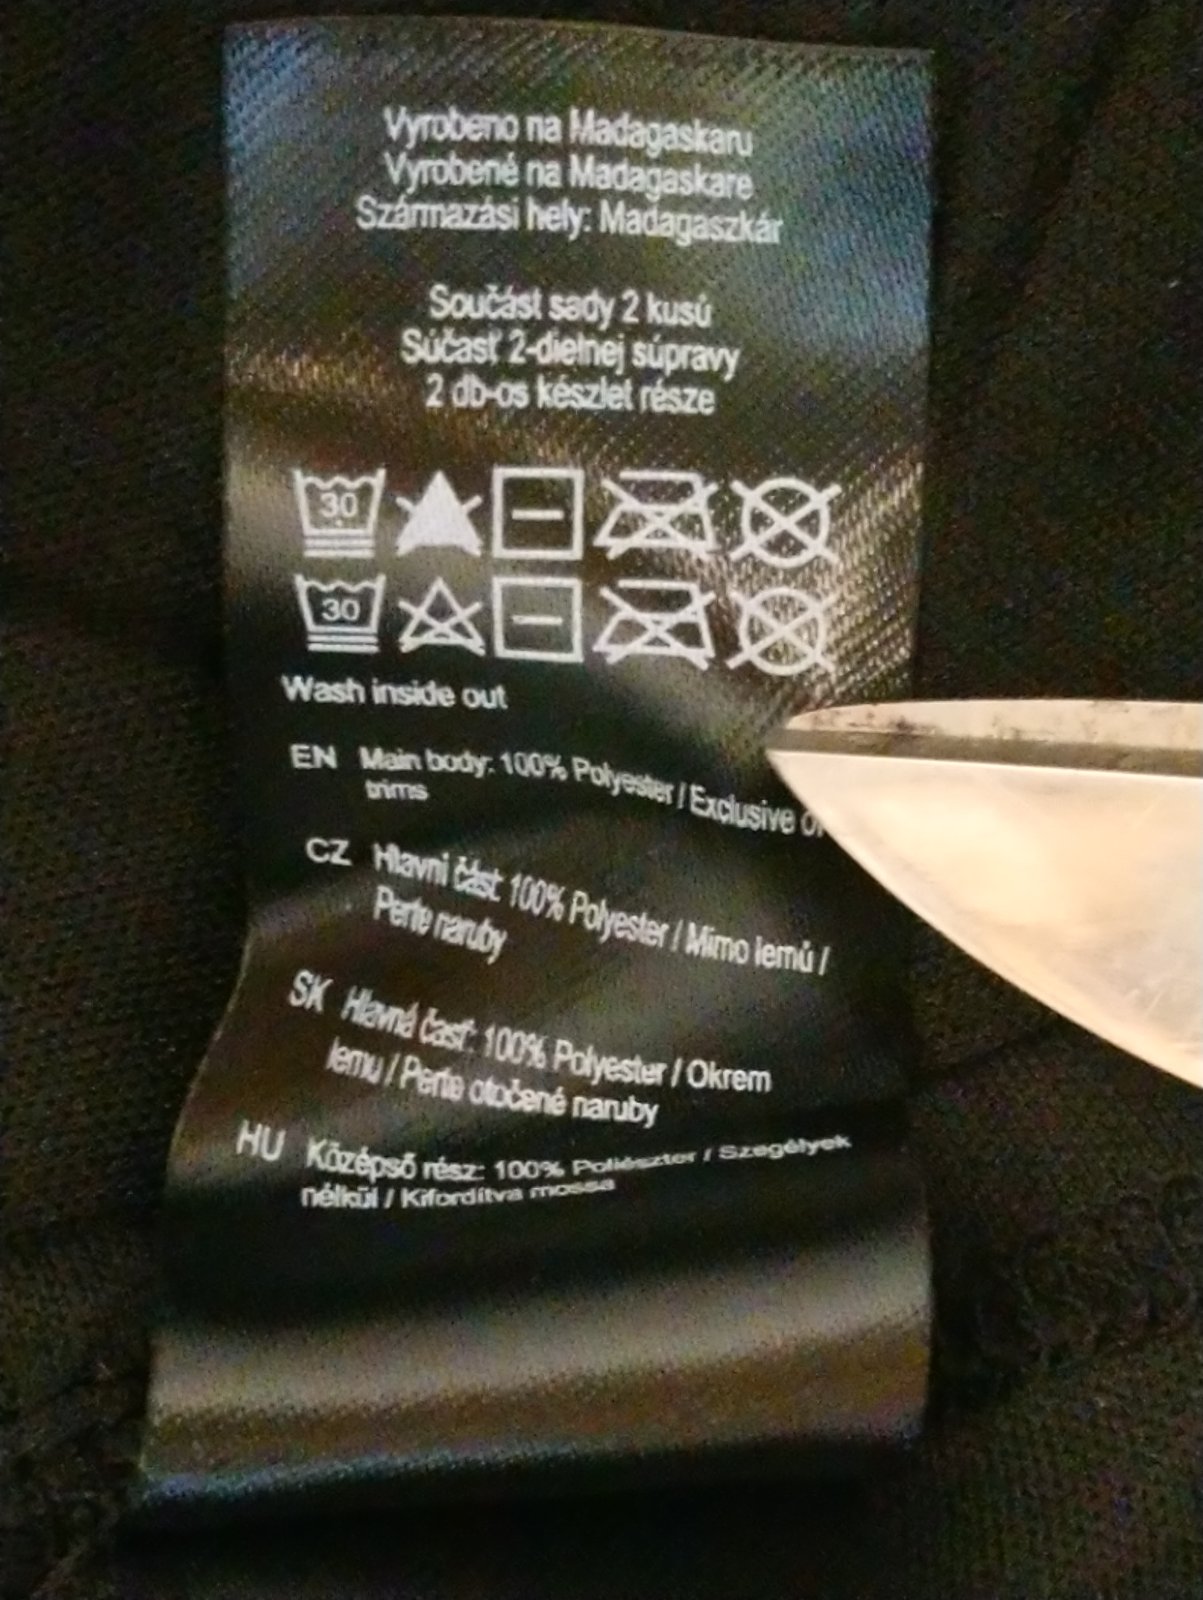 Vyrobeno na Madagaskaru
Vyrobené na Madagaskare
Származási hely: Madagaszkár
Součást sady 2 kusú
Súčasť 2-dielnej súpravy
2 db-os készlet része
30
30
Wash inside out
EN Main body: 100% Polyester / Exclusive of
trims
CZ Hlavni část: 100% Polyester / Mimo lemů /
Perte naruby
SK Hlavná časť: 100% Polyester / Okrem
lemu / Perte otočené naruby
HU Középső rész: 100% Poliészter / Szegélyek
nélkül / Kifordítva mossa